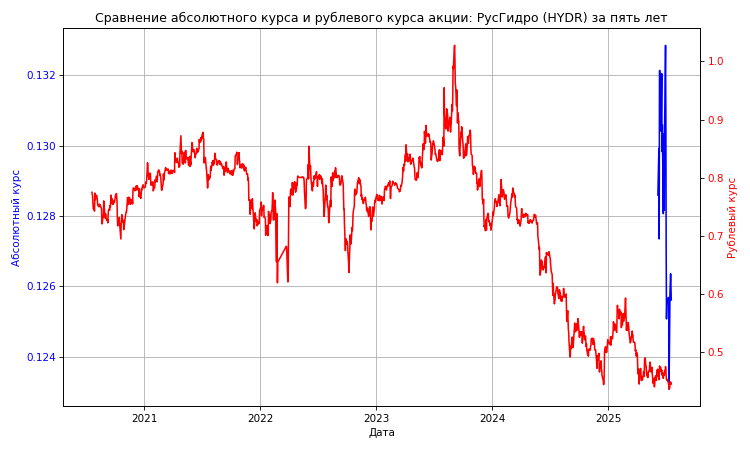 Сравнение абсолютного курса и рублевого курса акции: РусГидро (HYDR) за пять лет
Абсолютный курс
0.132
0.130
0.128
0.126
0.124
1.0
0.9
0.8
0.7
0.6
0.5
Рублевый курс
2021 2022 2023 2024 2025
Дата